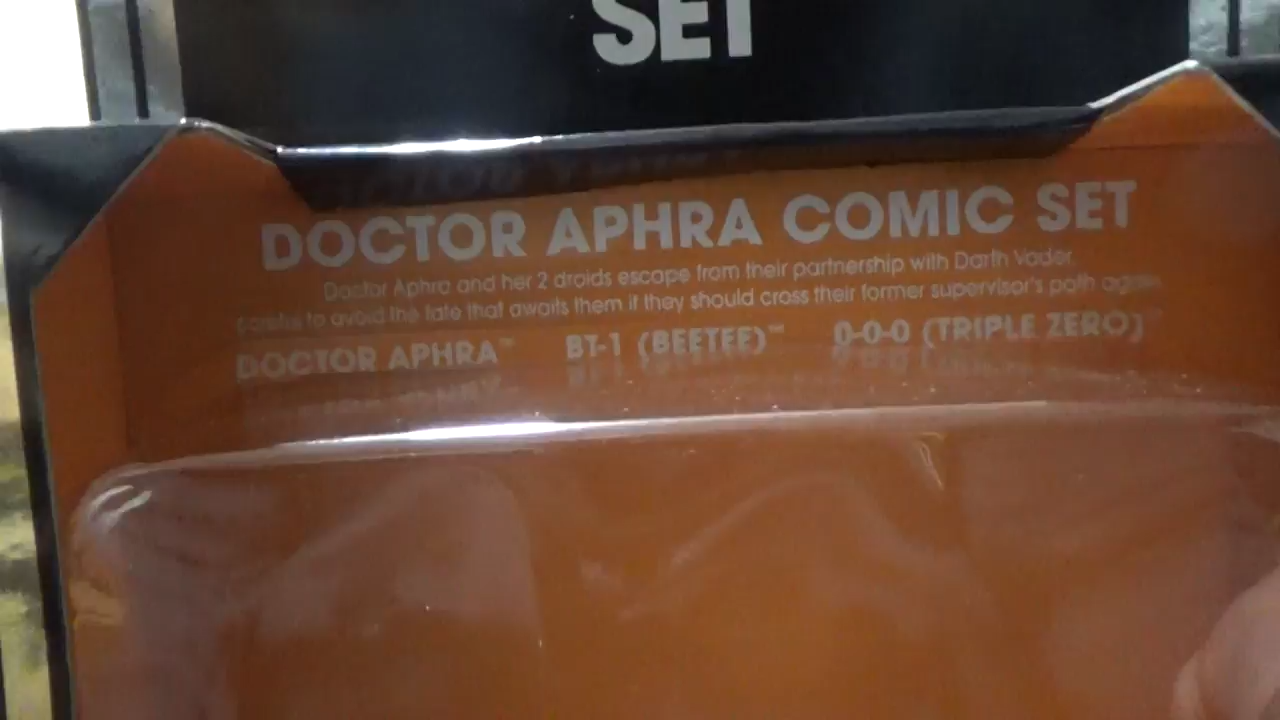 SET
DOCTOR APHRA COMIC SET
Doctor Aphra and her 2 droids escape from their partnership with Darth Vader
careful to avoid the fate that awaits them if they should cross their former supervisor's path again.
DOCTOR APHRA™ BT-1 (BEETEE)™ 0-0-0 (TRIPLE ZERO)™